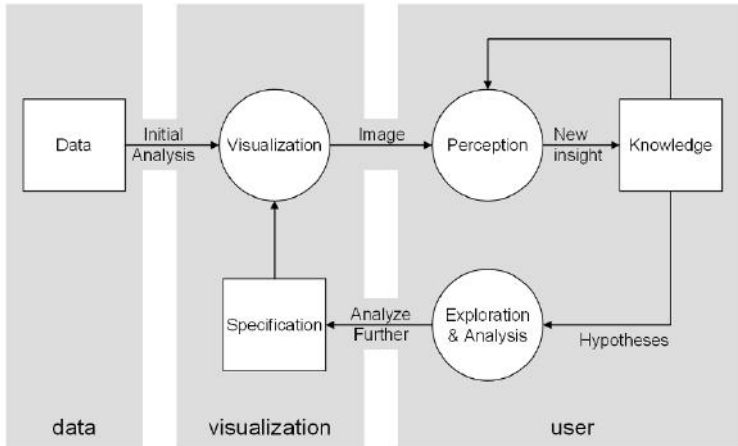 Data
Initial
Analysis
Visualization
Image
Perception
New
insight
Knowledge
Specification
Analyze
Further
Exploration
& Analysis
Hypotheses
data
visualization
user